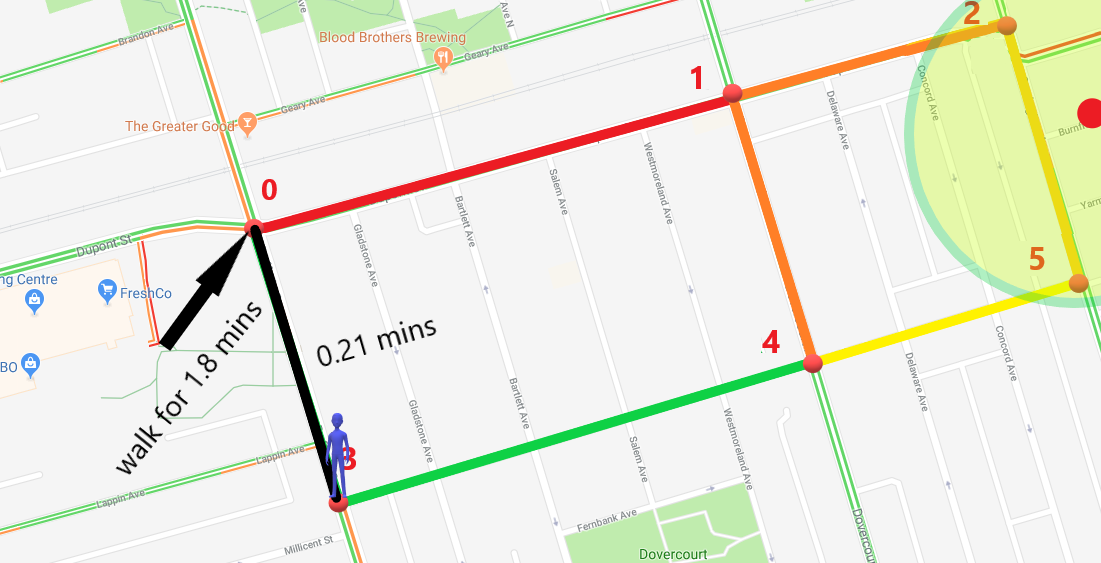 Brandon Ave
Blood Brothers Brewing
Ave N
2
Geary Ave
1
Geary Ave
The Greater Good
Concord Ave
Delaware Ave
0
Salem Ave
Westmoreland Ave
Bartlett Ave
Dupont St
Gladstone Ave
5
ng Centre
FreshCo
walk for 1.8 mins
0.21 mins
4
BO
Delaware Ave
Concord Ave
Bartlett Ave
Gladstone Ave
Salem Ave
Westmoreland Ave
3
Lappin Ave
Lappin Ave
Fernbank Ave
Millicent St
Dovercourt
Dovercou